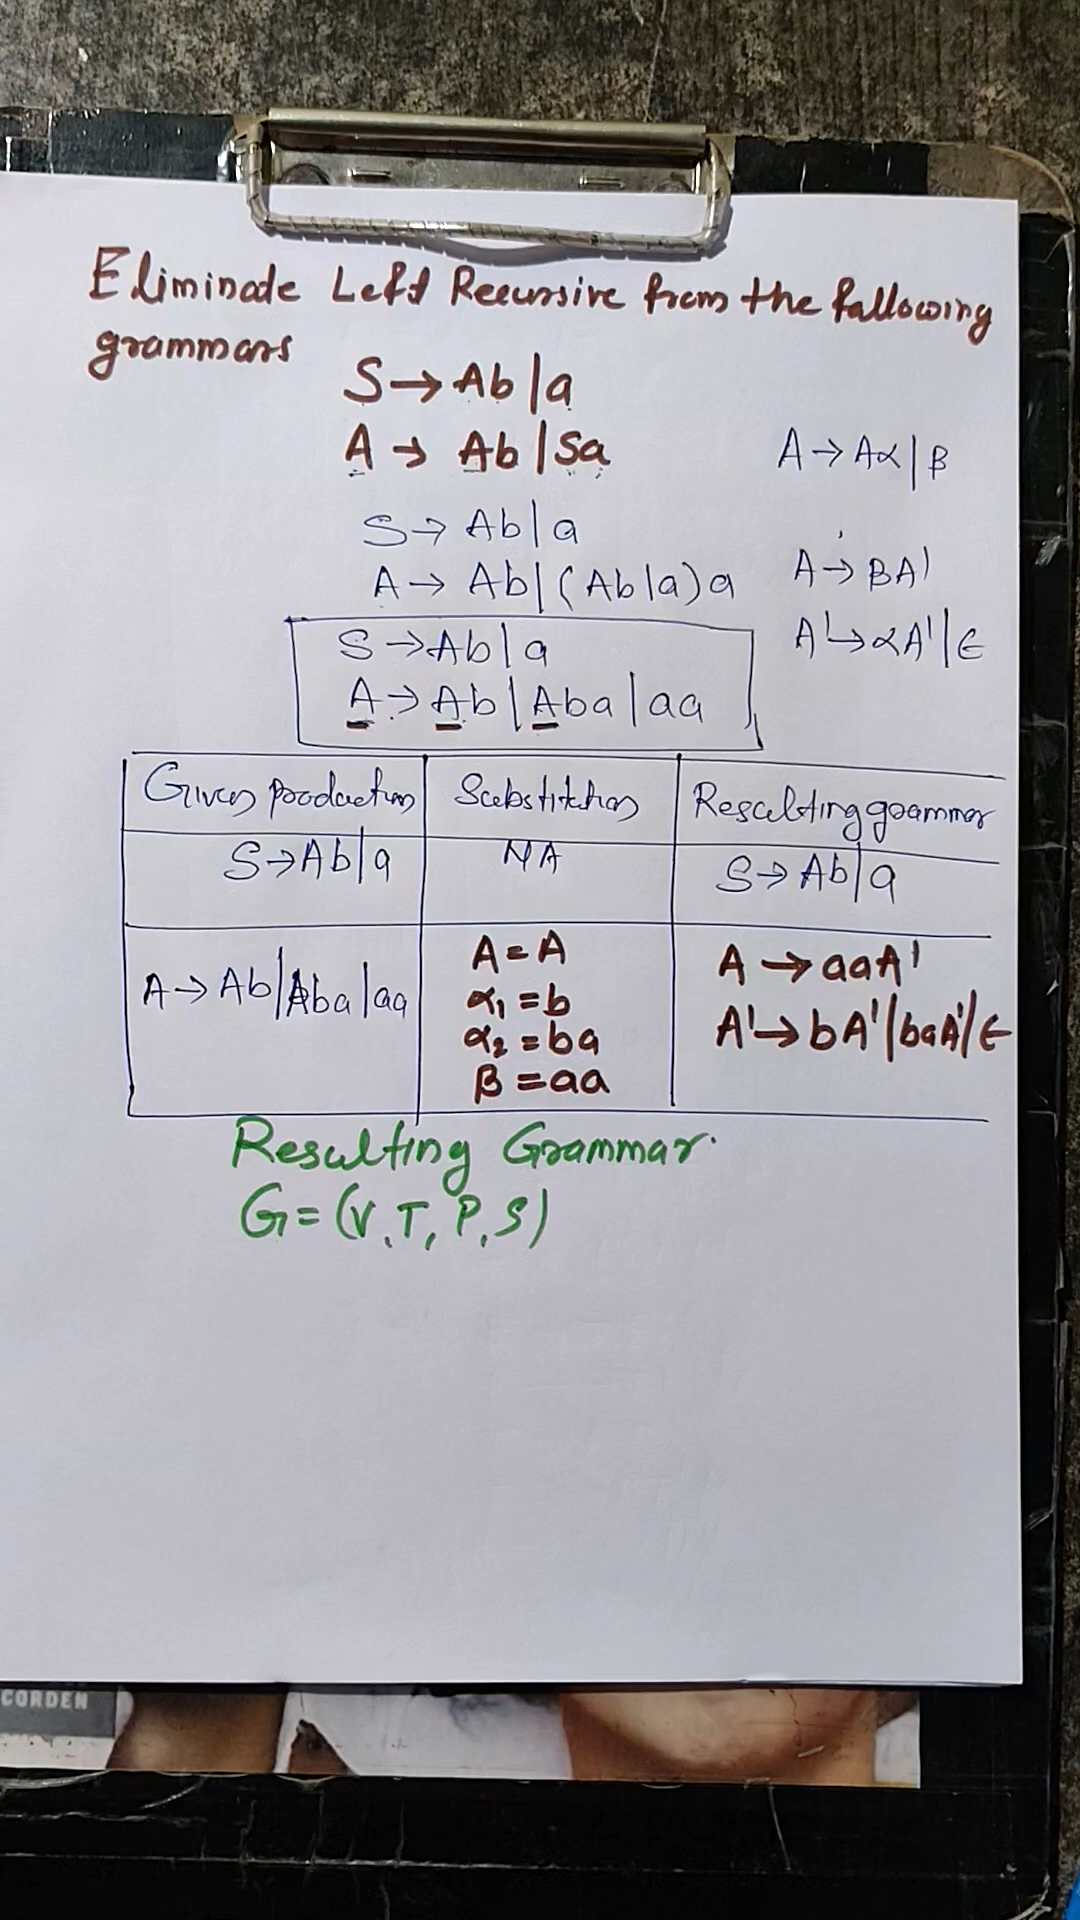 Eliminate Left Recursive from the following
grammars
S → Ab | a
A → Ab | Sa
A → Aα | β
S → Ab | a
A → Ab | (Ab | a) a
A → βA'
A' → αA' | ϵ
S → Ab | a
A → Ab | Aba | aa
Given production | Substitution | Resulting grammar
S → Ab | a
NA
S → Ab | a
A → Ab | Aba | aa
A = A
α₁ = b
α₂ = ba
β = aa
A → aaA'
A' → bA' | baA' | ϵ
Resulting Grammar.
G = (V, T, P, S)
CORDEN